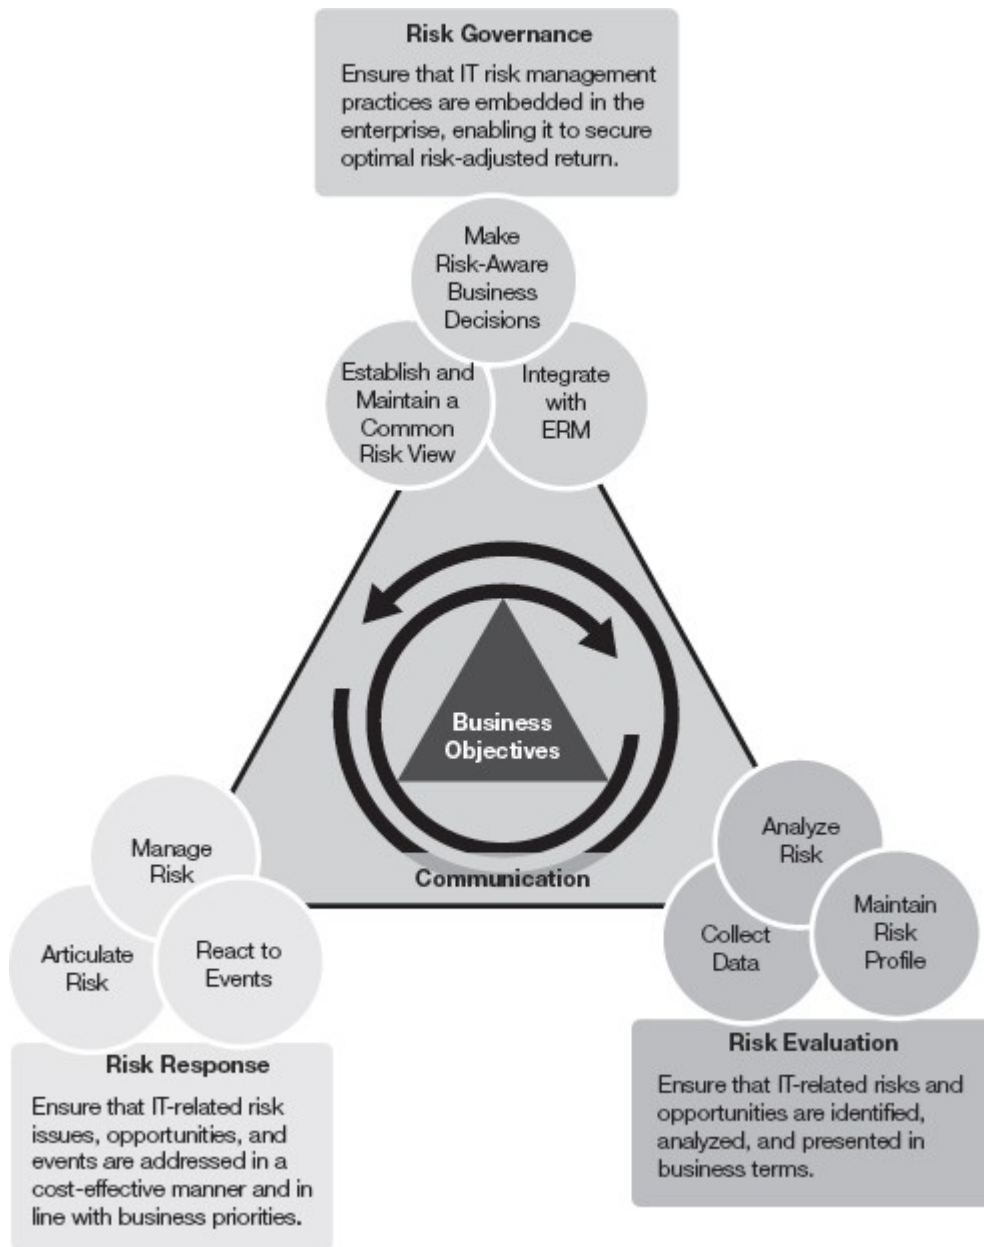 Risk Governance
Ensure that IT risk management
practices are embedded in the
enterprise, enabling it to secure
optimal risk-adjusted return.
Make
Risk-Aware
Business
Decisions
Establish and
Maintain a
Common
Risk View
Integrate
with
ERM
Business
Objectives
Communication
Manage
Risk
Articulate
Risk
React to
Events
Risk Response
Ensure that IT-related risk
issues, opportunities, and
events are addressed in a
cost-effective manner and in
line with business priorities.
Analyze
Risk
Collect
Data
Maintain
Risk
Profile
Risk Evaluation
Ensure that IT-related risks and
opportunities are identified,
analyzed, and presented in
business terms.